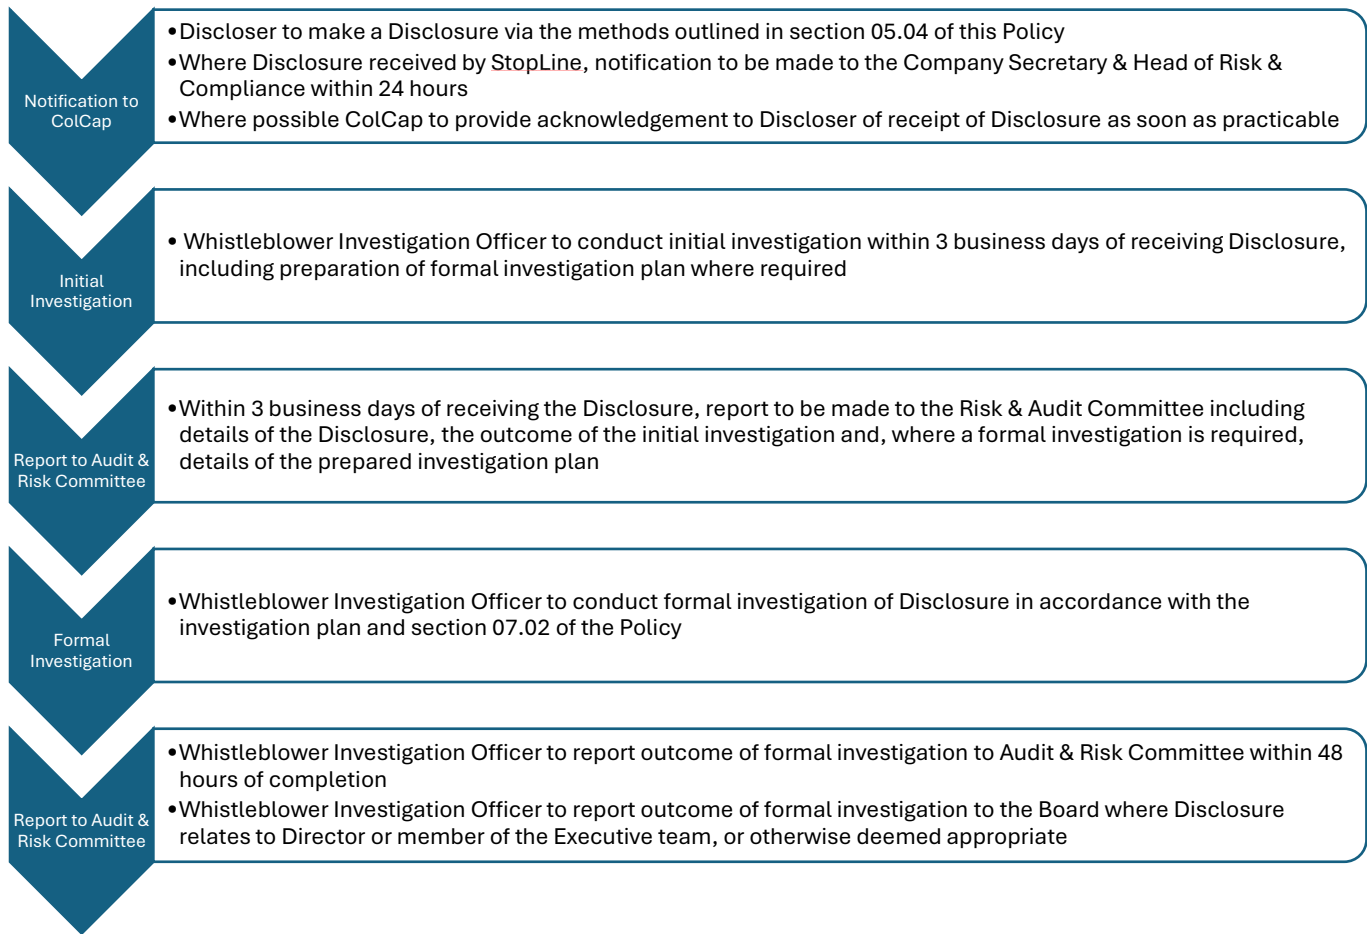 Notification to
ColCap
•Discloser to make a Disclosure via the methods outlined in section 05.04 of this Policy
•Where Disclosure received by StopLine, notification to be made to the Company Secretary & Head of Risk &
Compliance within 24 hours
•Where possible ColCap to provide acknowledgement to Discloser of receipt of Disclosure as soon as practicable
Initial
Investigation
• Whistleblower Investigation Officer to conduct initial investigation within 3 business days of receiving Disclosure,
including preparation of formal investigation plan where required
Report to Audit &
Risk Committee
•Within 3 business days of receiving the Disclosure, report to be made to the Risk & Audit Committee including
details of the Disclosure, the outcome of the initial investigation and, where a formal investigation is required,
details of the prepared investigation plan
Formal
Investigation
•Whistleblower Investigation Officer to conduct formal investigation of Disclosure in accordance with the
investigation plan and section 07.02 of the Policy
Report to Audit &
Risk Committee
•Whistleblower Investigation Officer to report outcome of formal investigation to Audit & Risk Committee within 48
hours of completion
•Whistleblower Investigation Officer to report outcome of formal investigation to the Board where Disclosure
relates to Director or member of the Executive team, or otherwise deemed appropriate